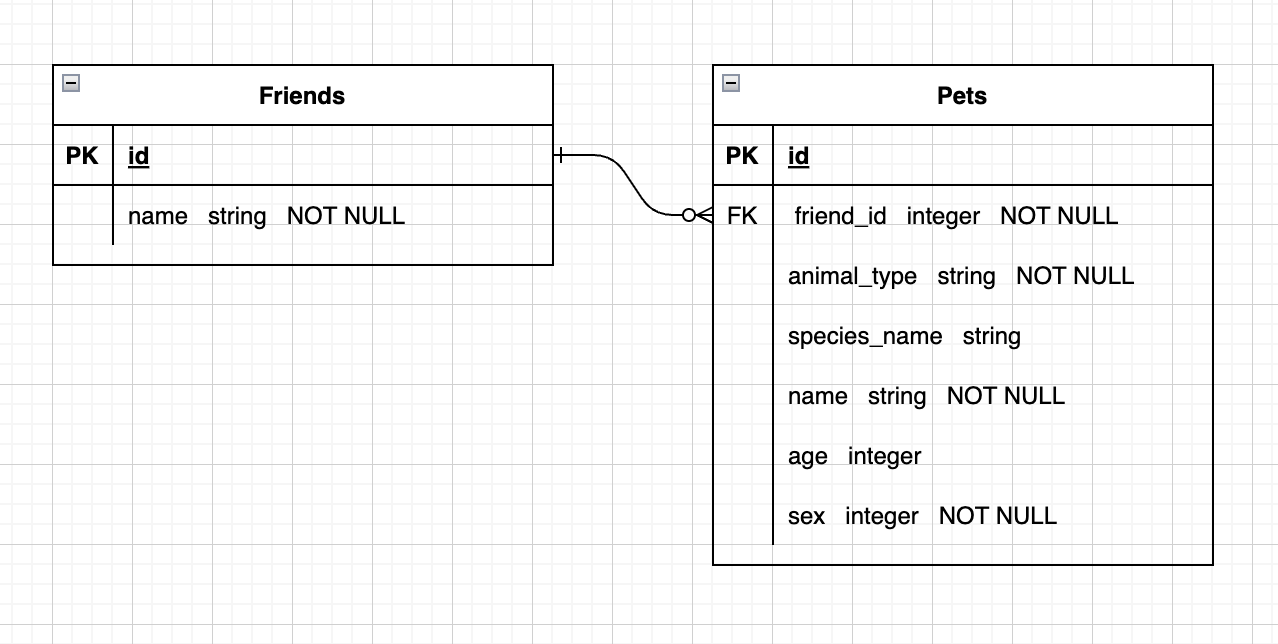 Friends
PK id
name string NOT NULL
Pets
PK id
FK friend_id integer NOT NULL
animal_type string NOT NULL
species_name string
name string NOT NULL
age integer
sex integer NOT NULL